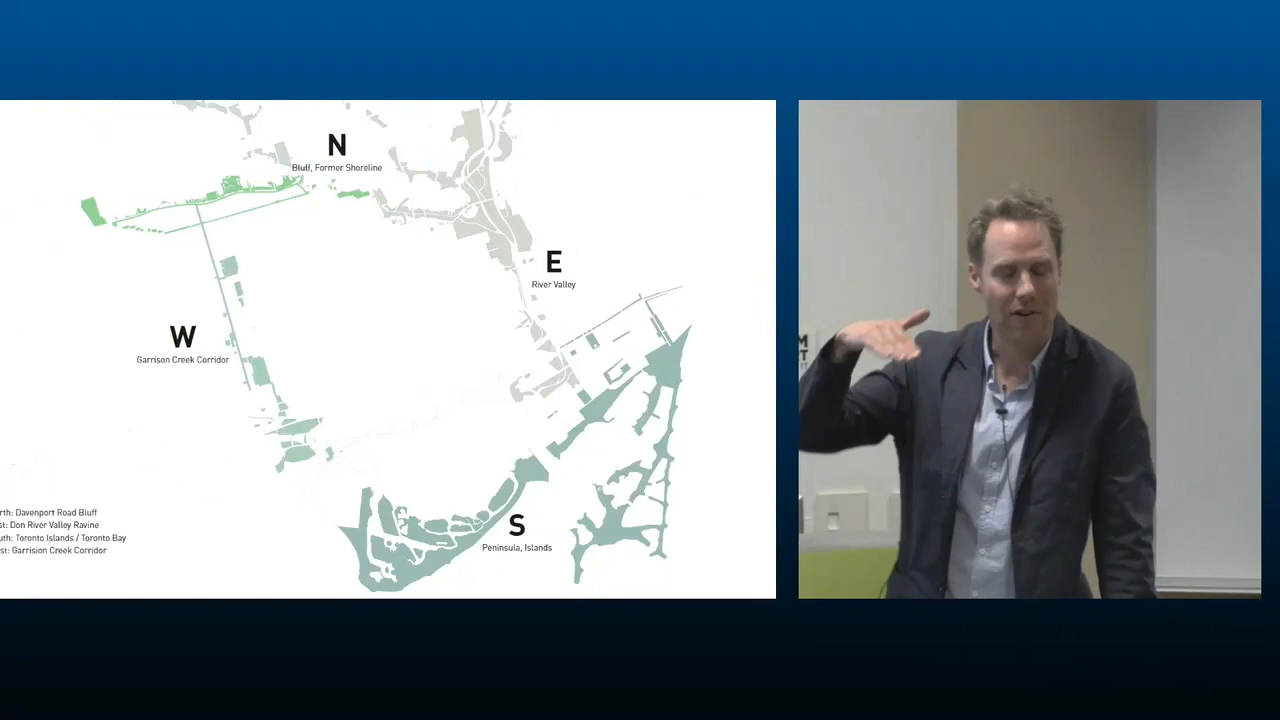 N
Bluff, Former Shoreline
E
River Valley
W
Garrison Creek Corridor
S
Peninsula, Islands
rth: Davenport Road Bluff
st: Don River Valley Ravine
uth: Toronto Islands / Toronto Bay
st: Garrision Creek Corridor
M
T